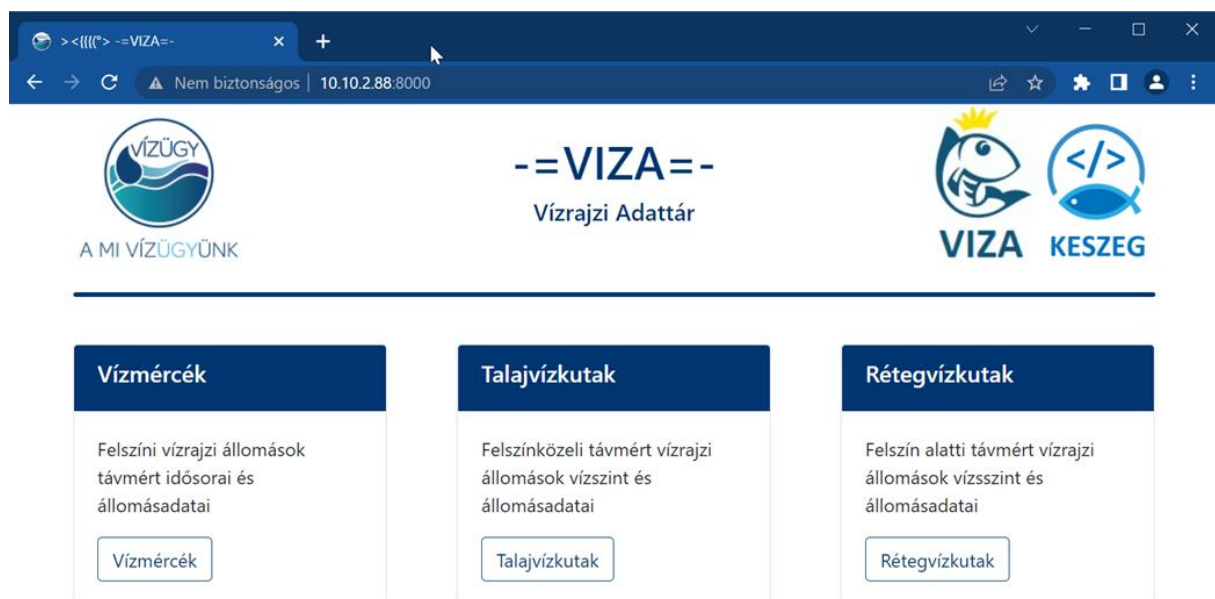 ><((((°> -=VIZA=-
Nem biztonságos | 10.10.2.88:8000
VÍZÜGY
A MI VÍZÜGYÜNK
-=VIZA=-
Vízrajzi Adattár
VIZA
</>
KESZEG
Vízmércék
Felszíni vízrajzi állomások
távmért idősorai és
állomásadatai
Vízmércék
Talajvízkutak
Felszínközeli távmért vízrajzi
állomások vízszint és
állomásadatai
Talajvízkutak
Rétegvízkutak
Felszín alatti távmért vízrajzi
állomások vízsszint és
állomásadatai
Rétegvízkutak